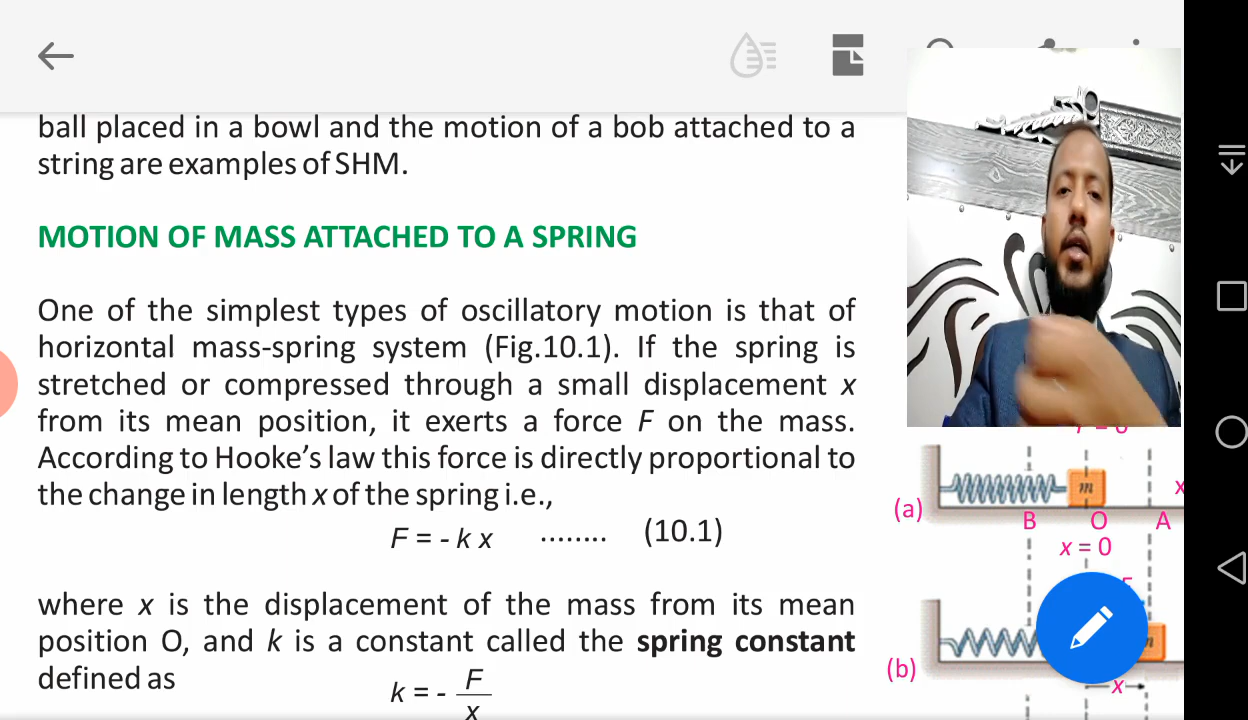 ball placed in a bowl and the motion of a bob attached to a
string are examples of SHM.
MOTION OF MASS ATTACHED TO A SPRING
One of the simplest types of oscillatory motion is that of
horizontal mass-spring system (Fig.10.1). If the spring is
stretched or compressed through a small displacement x
from its mean position, it exerts a force F on the mass.
According to Hooke's law this force is directly proportional to
the change in length x of the spring i.e.,
F = - k x ........ (10.1)
where x is the displacement of the mass from its mean
position O, and k is a constant called the spring constant
defined as
k = - F
x
m
(a)
x
B O A
x = 0
(b)
x